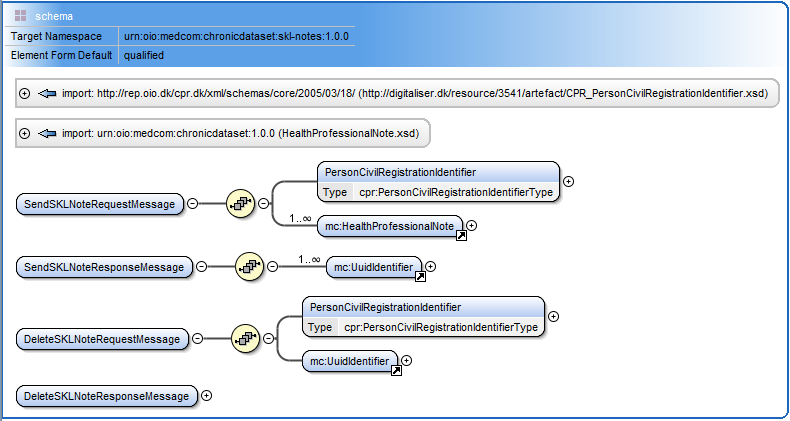 schema
Target Namespace urn:oio:medcom:chronicdataset:skl-notes:1.0.0
Element Form Default qualified
import: http://rep.oio.dk/cpr.dk/xml/schemas/core/2005/03/18/ (http://digitaliser.dk/resource/3541/artefact/CPR_PersonCivilRegistrationIdentifier.xsd)
import: urn:oio:medcom:chronicdataset:1.0.0 (HealthProfessionalNote.xsd)
SendSKLNoteRequestMessage
PersonCivilRegistrationIdentifier
Type cpr:PersonCivilRegistrationIdentifierType
1..∞
mc:HealthProfessionalNote
SendSKLNoteResponseMessage
1..∞
mc:UuidIdentifier
DeleteSKLNoteRequestMessage
PersonCivilRegistrationIdentifier
Type cpr:PersonCivilRegistrationIdentifierType
mc:UuidIdentifier
DeleteSKLNoteResponseMessage